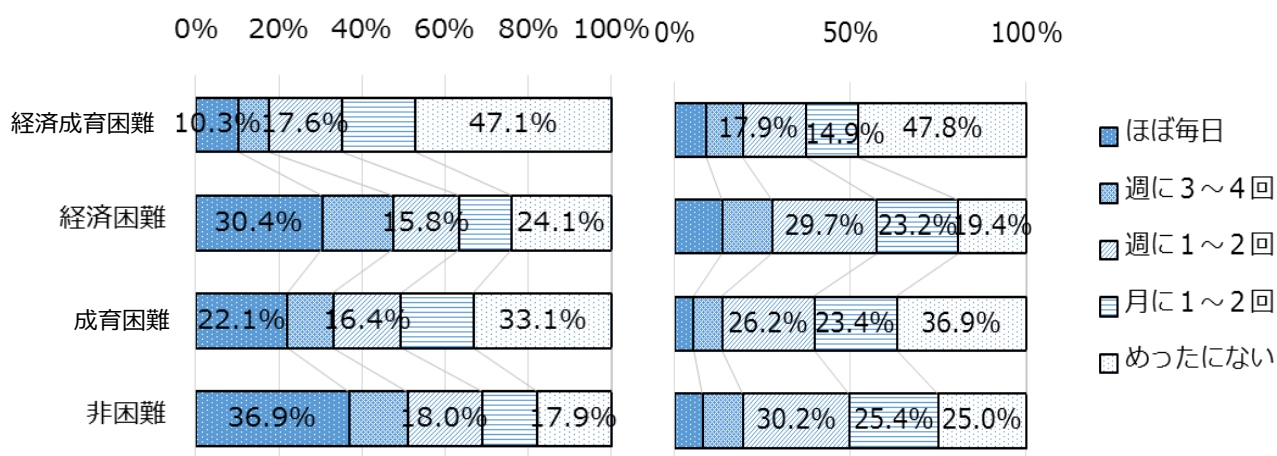 0% 20% 40% 60% 80% 100%
0% 50% 100%
経済成育困難 10.3% 17.6% 47.1%
17.9% 14.9% 47.8%
経済困難 30.4% 15.8% 24.1%
29.7% 23.2% 19.4%
成育困難 22.1% 16.4% 33.1%
26.2% 23.4% 36.9%
非困難 36.9% 18.0% 17.9%
30.2% 25.4% 25.0%
ほぼ毎日
週に3～4回
週に1～2回
月に1～2回
めったにない